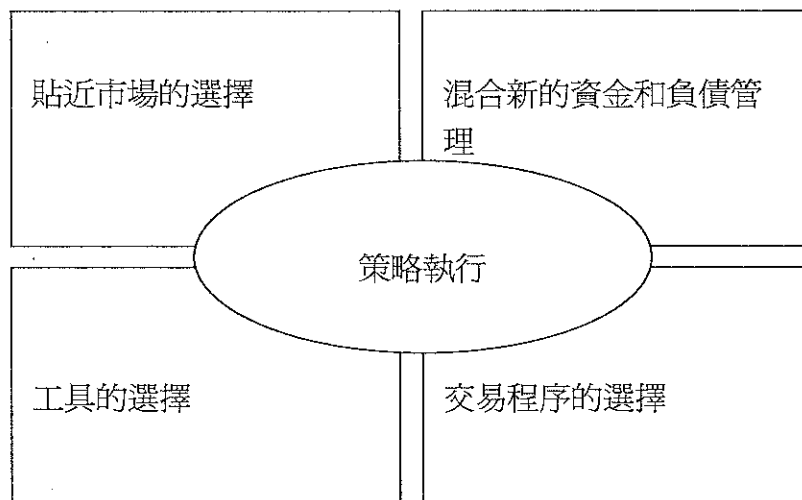 貼近市場的選擇
混合新的資金和負債管
理
策略執行
工具的選擇
交易程序的選擇